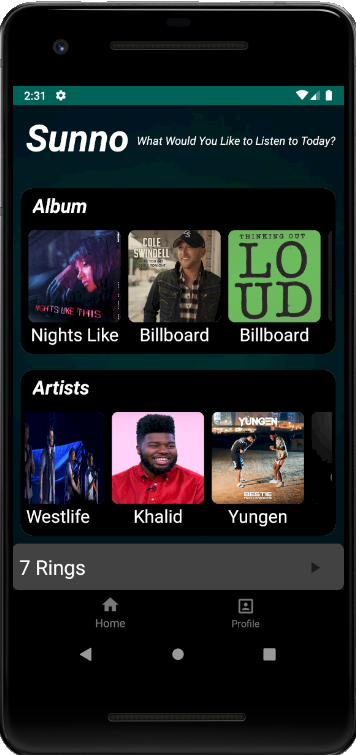 2:31
Sunno What Would You Like to Listen to Today?
Album
NIGHTS LIKE THIS
COLE
SWINDELL
THINKING OUT
LOUD
Nights Like
Billboard
Billboard
Artists
YUNGEN
BESTIE
Westlife
Khalid
Yungen
7 Rings
Home
Profile